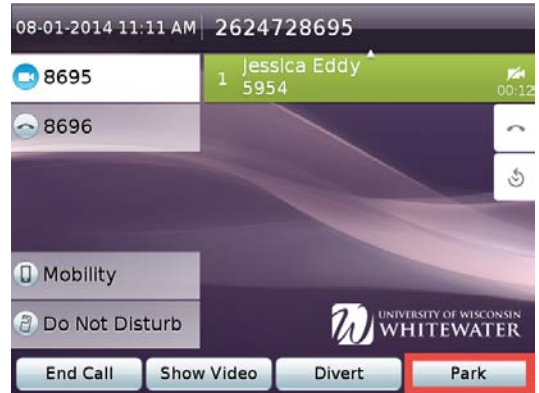 08-01-2014 11:11 AM 2624728695
8695
1 Jessica Eddy
5954
00:12
8696
Mobility
Do Not Disturb
UNIVERSITY OF WISCONSIN
WHITEWATER
End Call Show Video Divert Park